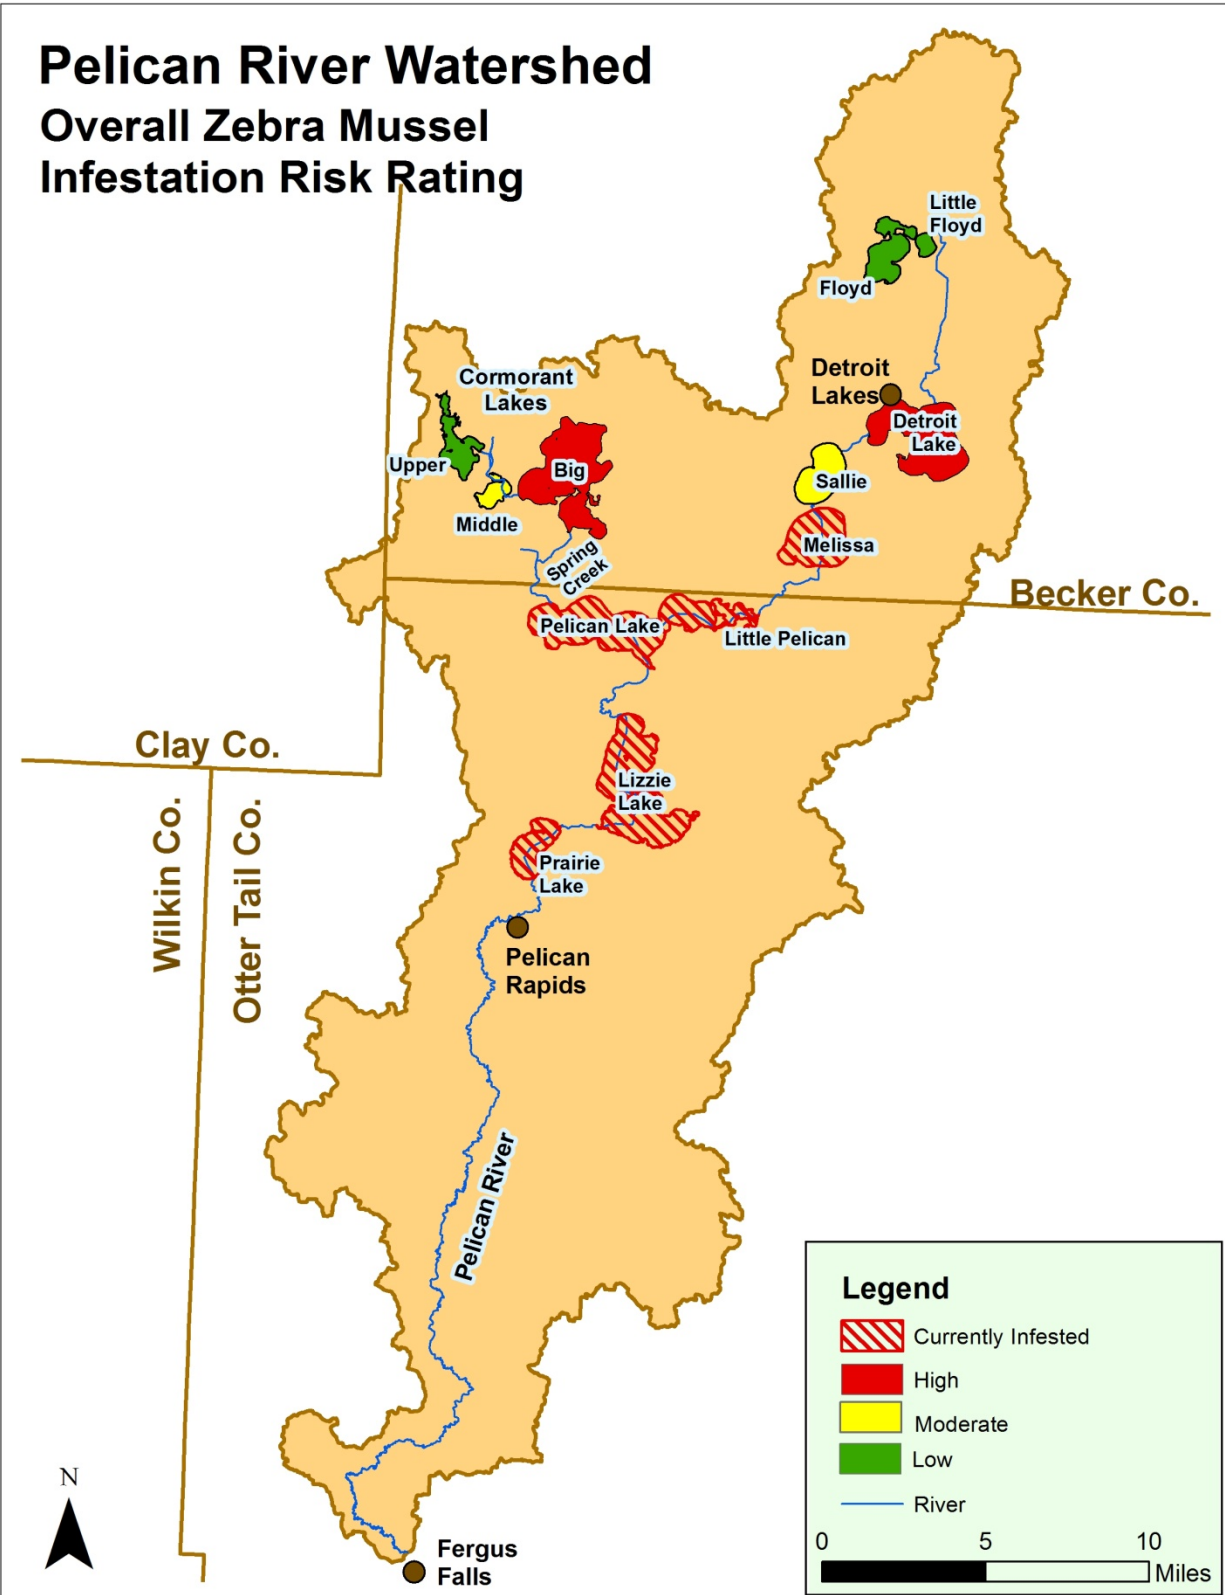 Pelican River Watershed
Overall Zebra Mussel
Infestation Risk Rating
Little
Floyd
Floyd
Detroit
Lakes
Cormorant
Lakes
Detroit
Lake
Upper
Big
Sallie
Middle
Melissa
Spring
Creek
Becker Co.
Pelican Lake
Little Pelican
Clay Co.
Lizzie
Lake
Wilkin Co.
Otter Tail Co.
Prairie
Lake
Pelican
Rapids
Pelican River
Legend
Currently Infested
High
Moderate
Low
River
0 5 10
Miles
N
Fergus
Falls